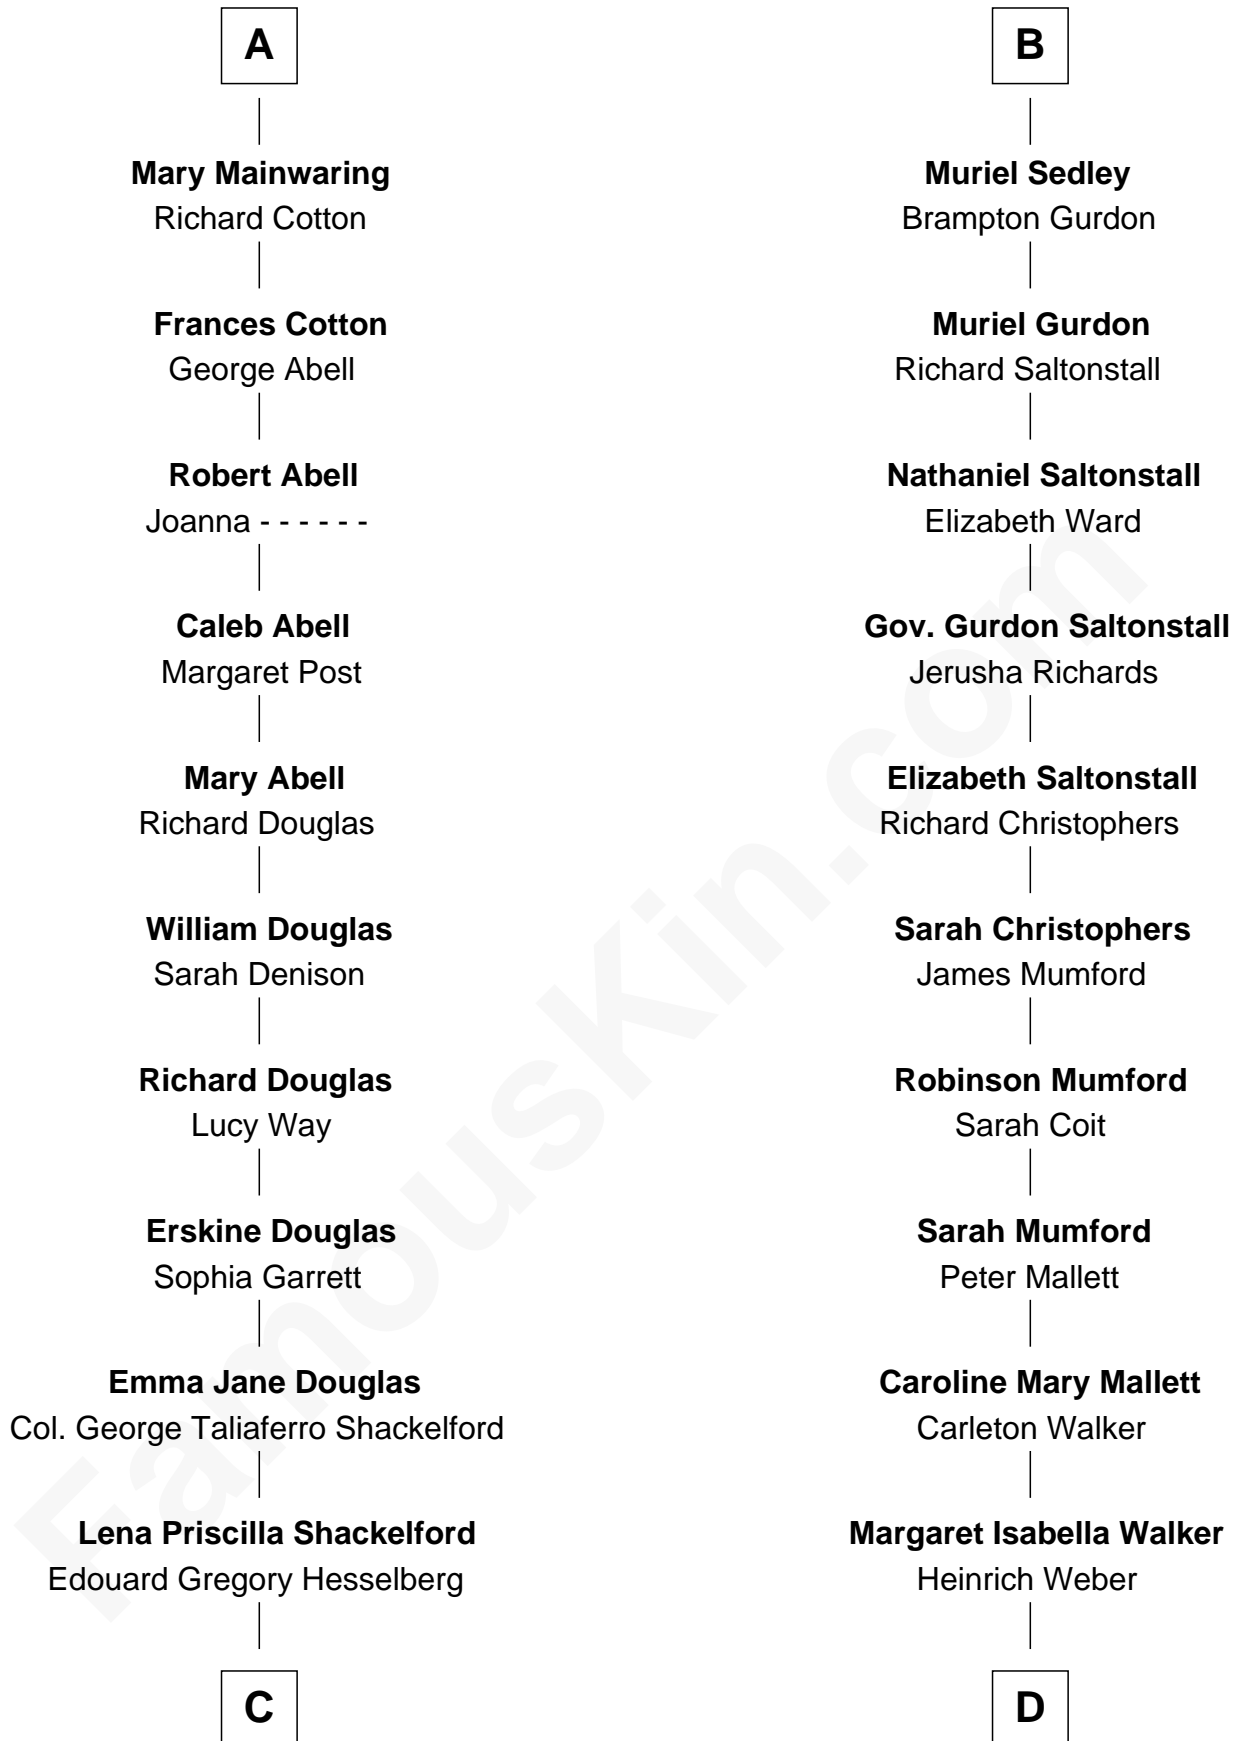 A
Mary Mainwaring
Richard Cotton
Frances Cotton
George Abell
Robert Abell
Joanna - - - - - -
Caleb Abell
Margaret Post
Mary Abell
Richard Douglas
William Douglas
Sarah Denison
Richard Douglas
Lucy Way
Erskine Douglas
Sophia Garrett
Emma Jane Douglas
Col. George Taliaferro Shackelford
Lena Priscilla Shackelford
Edouard Gregory Hesselberg
C
B
Muriel Sedley
Brampton Gurdon
Muriel Gurdon
Richard Saltonstall
Nathaniel Saltonstall
Elizabeth Ward
Gov. Gurdon Saltonstall
Jerusha Richards
Elizabeth Saltonstall
Richard Christophers
Sarah Christophers
James Mumford
Robinson Mumford
Sarah Coit
Sarah Mumford
Peter Mallett
Caroline Mary Mallett
Carleton Walker
Margaret Isabella Walker
Heinrich Weber
D
FamousKin.com